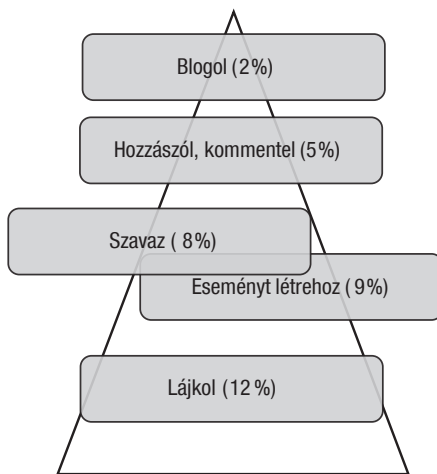 Blogol (2%)
Hozzászól, kommentel (5%)
Szavaz ( 8%)
Eseményt létrehoz ( 9%)
Lájkol (12%)